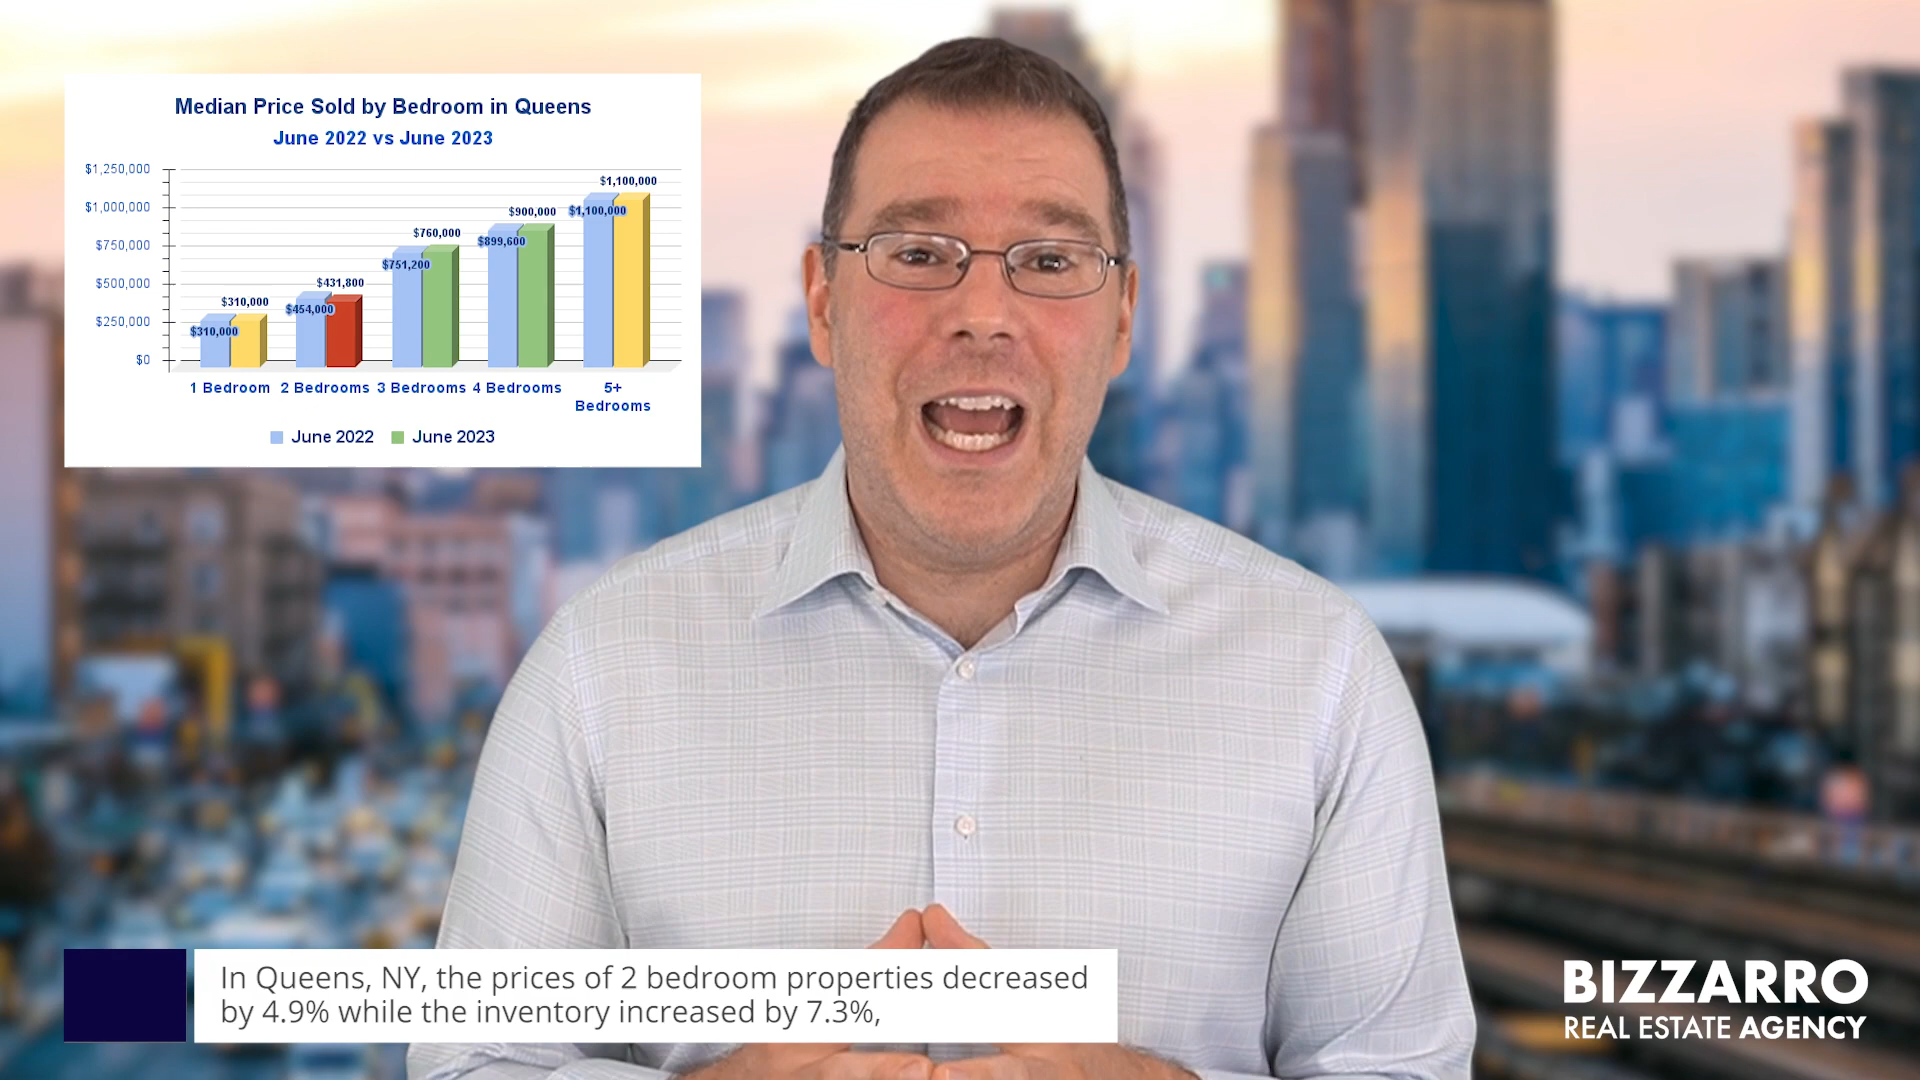 Median Price Sold by Bedroom in Queens
June 2022 vs June 2023
$1,250,000
$1,000,000
$750,000
$500,000
$250,000
$0
$310,000
$310,000
$454,000
$431,800
$751,200
$760,000
$899,600
$900,000
$1,100,000
$1,100,000
1 Bedroom
2 Bedrooms
3 Bedrooms
4 Bedrooms
5+
Bedrooms
June 2022
June 2023
In Queens, NY, the prices of 2 bedroom properties decreased
by 4.9% while the inventory increased by 7.3%,
BIZZARRO
REAL ESTATE AGENCY